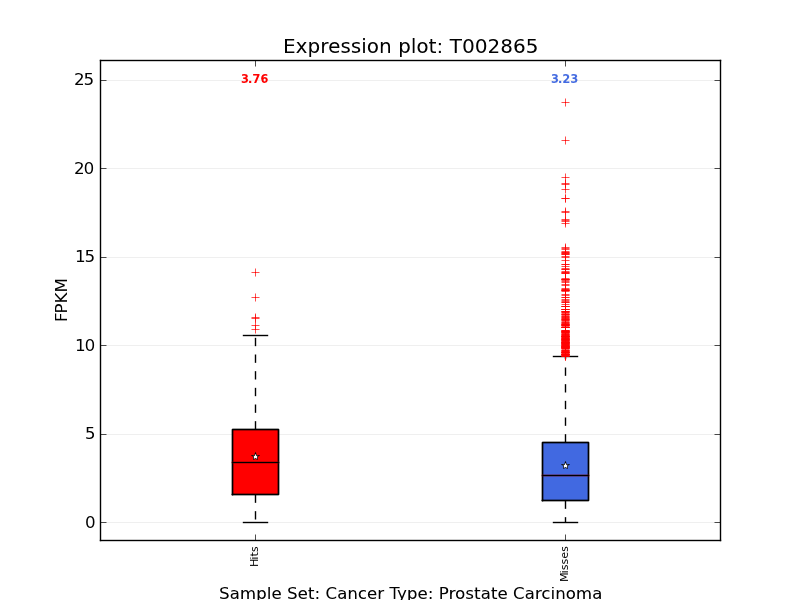 Expression plot: T002865
3.76
3.23
25
20
15
10
5
0
FPKM
Hits
Misses
Sample Set: Cancer Type: Prostate Carcinoma